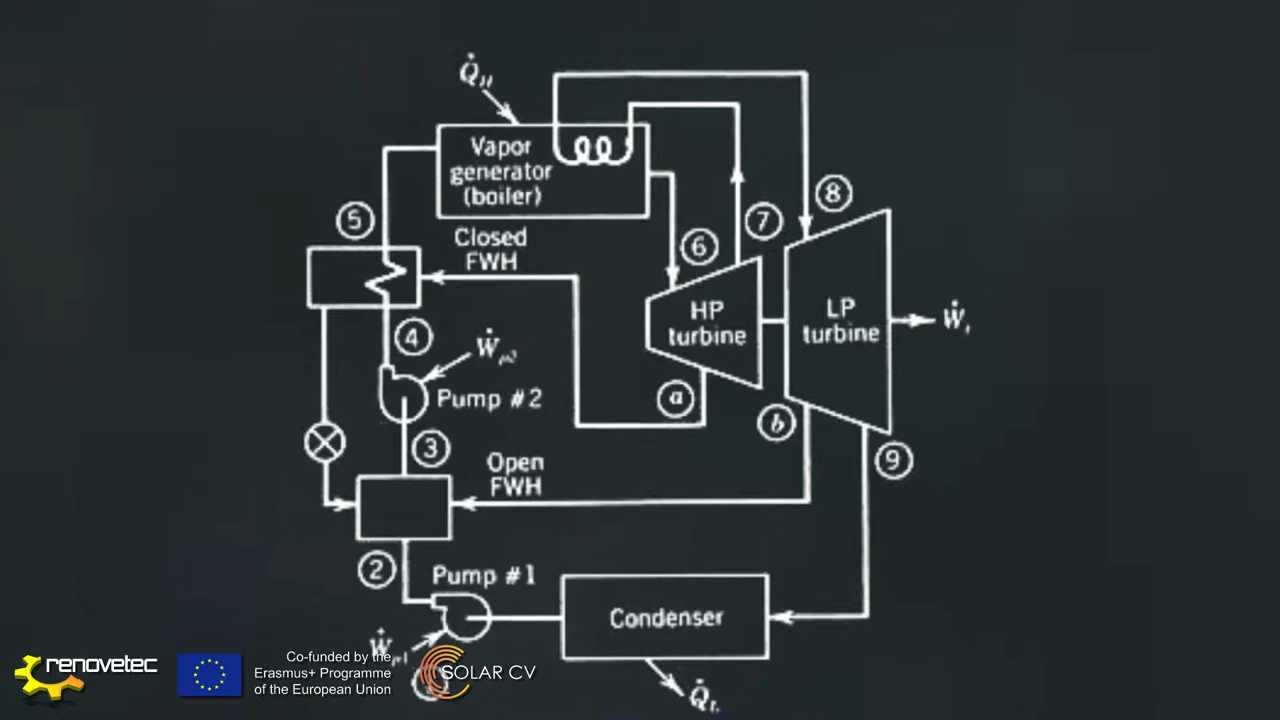 Q̇H
Vapor
generator
(boiler)
8
5
7
6
Closed
FWH
HP
turbine
LP
turbine
Ẇt
4
Ẇp2
Pump #2
a
b
3
9
Open
FWH
2
Pump #1
Condenser
Ẇp1
Q̇L
renovetec
Co-funded by the
Erasmus+ Programme
of the European Union
SOLAR CV